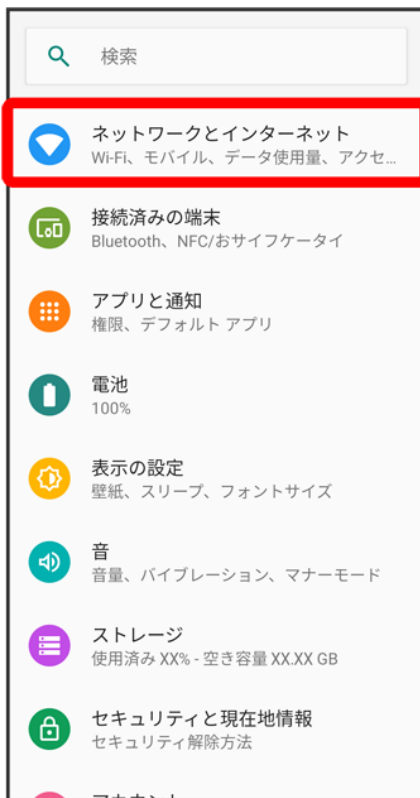 検索
ネットワークとインターネット
Wi-Fi、モバイル、データ使用量、アクセ...
接続済みの端末
Bluetooth、NFC/おサイフケータイ
アプリと通知
権限、デフォルト アプリ
電池
100%
表示の設定
壁紙、スリープ、フォントサイズ
音
音量、バイブレーション、マナーモード
ストレージ
使用済み XX% - 空き容量 XX.XX GB
セキュリティと現在地情報
セキュリティ解除方法